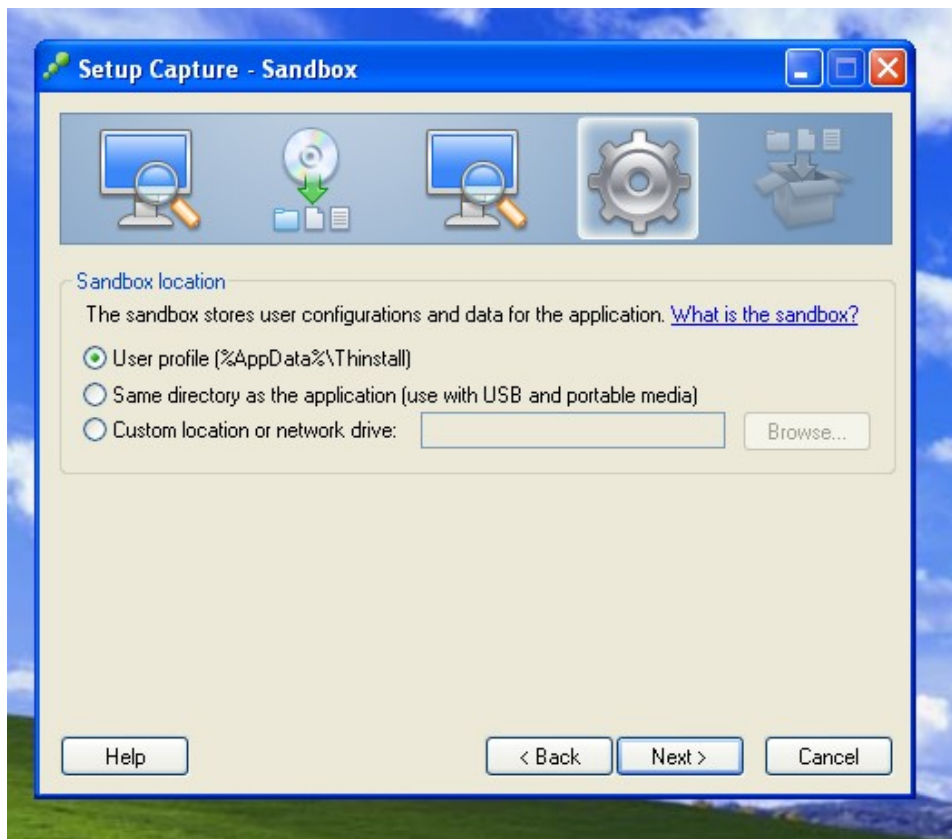 Setup Capture - Sandbox
Sandbox location
The sandbox stores user configurations and data for the application. What is the sandbox?
User profile (%AppData%\Thinstall)
Same directory as the application (use with USB and portable media)
Custom location or network drive:
Browse...
Help
< Back
Next >
Cancel